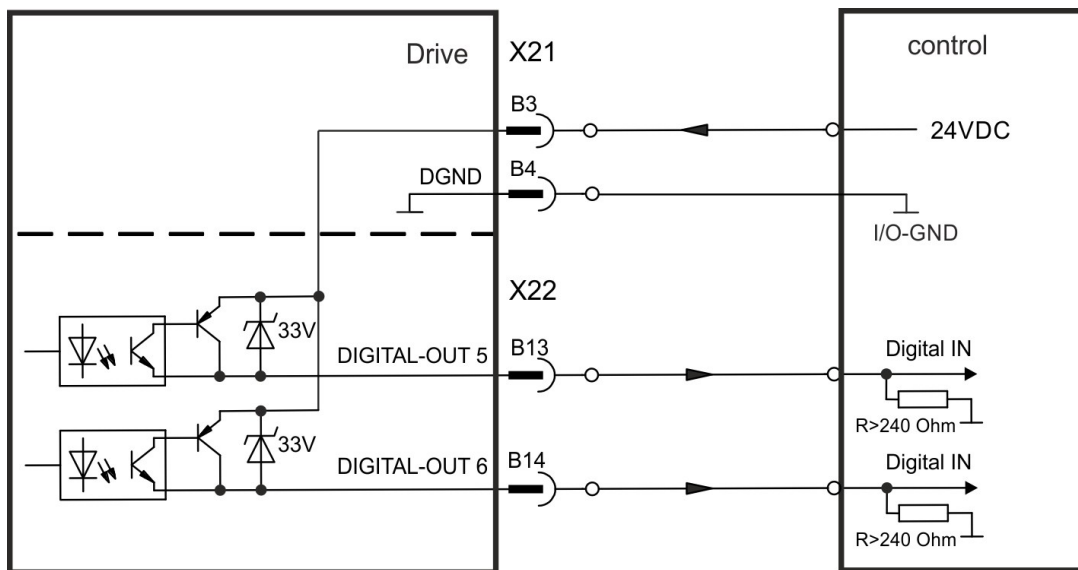 Drive
X21
control
B3
24VDC
DGND
B4
I/O-GND
X22
33V
DIGITAL-OUT 5
B13
Digital IN
R>240 Ohm
33V
DIGITAL-OUT 6
B14
Digital IN
R>240 Ohm